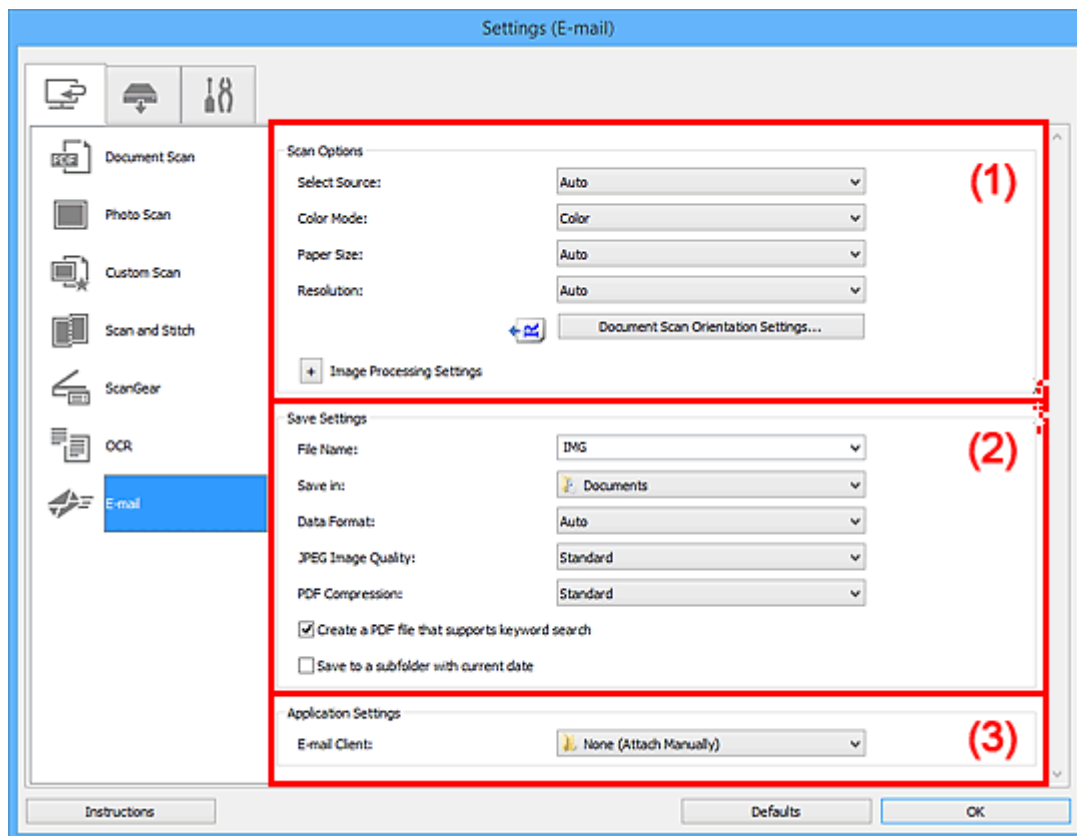 Settings (E-mail)
PDF
Document Scan
Photo Scan
Custom Scan
Scan and Stitch
ScanGear
OCR
E-mail
Scan Options
(1)
Select Source: Auto
Color Mode: Color
Paper Size: Auto
Resolution: Auto
R Document Scan Orientation Settings...
+ Image Processing Settings
Save Settings
(2)
File Name: IMG
Save in: Documents
Data Format: Auto
JPEG Image Quality: Standard
PDF Compression: Standard
Create a PDF file that supports keyword search
Save to a subfolder with current date
Application Settings
(3)
E-mail Client: None (Attach Manually)
Instructions Defaults OK